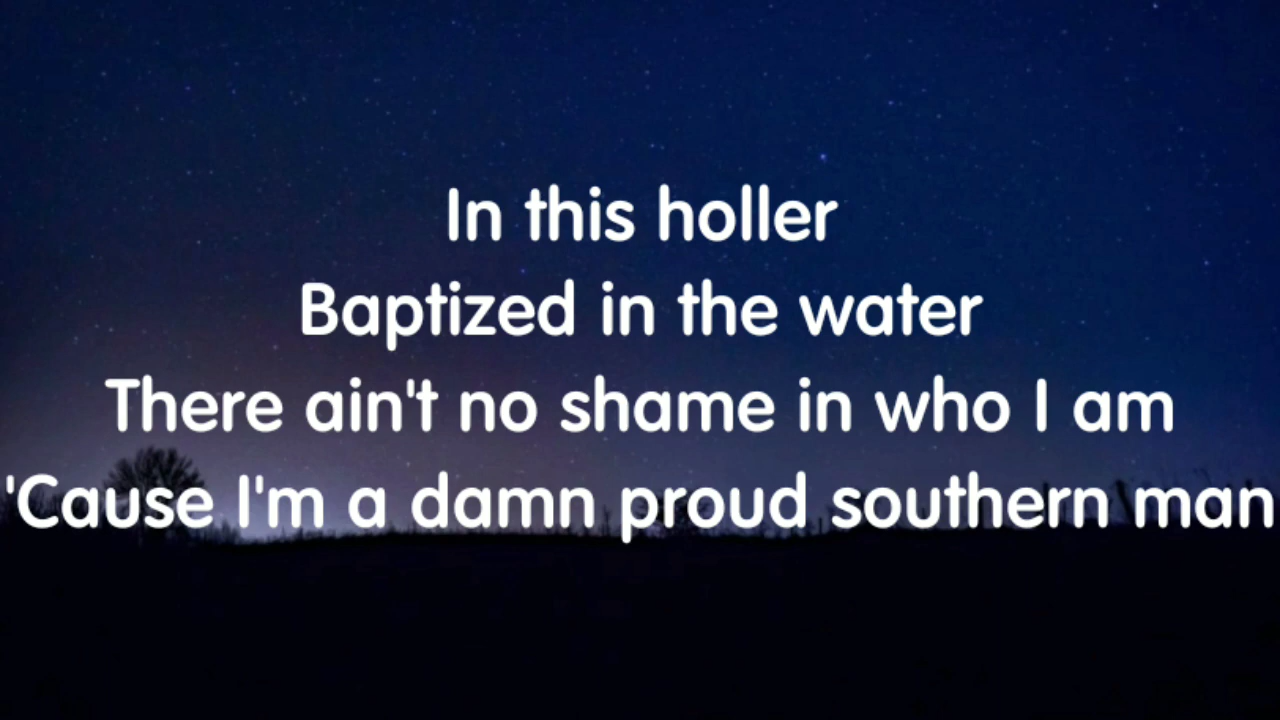 In this holler
Baptized in the water
There ain't no shame in who I am
'Cause I'm a damn proud southern man